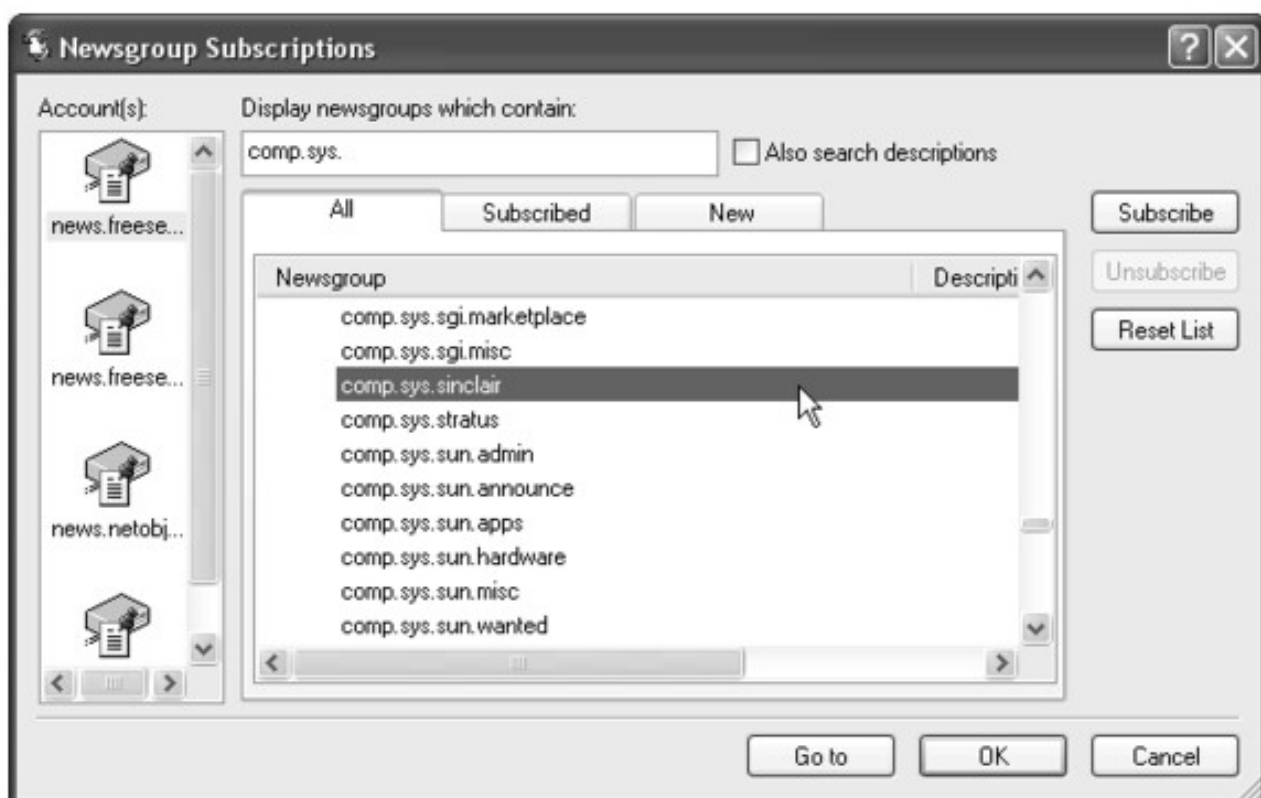 Newsgroup Subscriptions
Account(s):
Display newsgroups which contain:
comp.sys.
Also search descriptions
news.freese...
news.freese...
news.netobj...
All
Subscribed
New
Subscribe
Unsubscribe
Reset List
Newsgroup
Descripti
comp.sys.sgi.marketplace
comp.sys.sgi.misc
comp.sys.sinclair
comp.sys.stratus
comp.sys.sun.admin
comp.sys.sun.announce
comp.sys.sun.apps
comp.sys.sun.hardware
comp.sys.sun.misc
comp.sys.sun.wanted
Go to
OK
Cancel